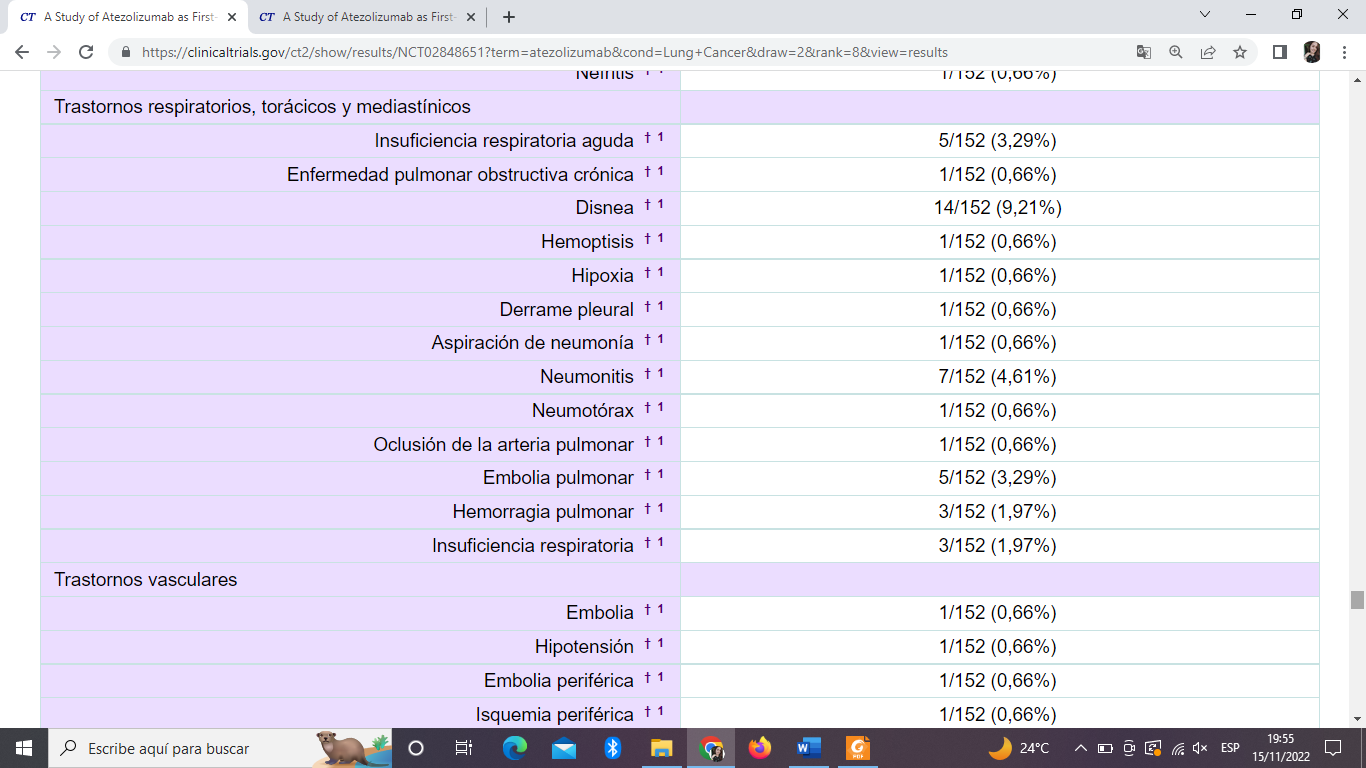 CT A Study of Atezolizumab as First-
CT A Study of Atezolizumab as First-
https://clinicaltrials.gov/ct2/show/results/NCT02848651?term=atezolizumab&cond=Lung+Cancer&draw=2&rank=8&view=results
Nefritis † 1 1/152 (0,66%)
Trastornos respiratorios, torácicos y mediastínicos
Insuficiencia respiratoria aguda † 1 5/152 (3,29%)
Enfermedad pulmonar obstructiva crónica † 1 1/152 (0,66%)
Disnea † 1 14/152 (9,21%)
Hemoptisis † 1 1/152 (0,66%)
Hipoxia † 1 1/152 (0,66%)
Derrame pleural † 1 1/152 (0,66%)
Aspiración de neumonía † 1 1/152 (0,66%)
Neumonitis † 1 7/152 (4,61%)
Neumotórax † 1 1/152 (0,66%)
Oclusión de la arteria pulmonar † 1 1/152 (0,66%)
Embolia pulmonar † 1 5/152 (3,29%)
Hemorragia pulmonar † 1 3/152 (1,97%)
Insuficiencia respiratoria † 1 3/152 (1,97%)
Trastornos vasculares
Embolia † 1 1/152 (0,66%)
Hipotensión † 1 1/152 (0,66%)
Embolia periférica † 1 1/152 (0,66%)
Isquemia periférica † 1 1/152 (0,66%)
Escribe aquí para buscar
24°C
ESP
19:55
15/11/2022